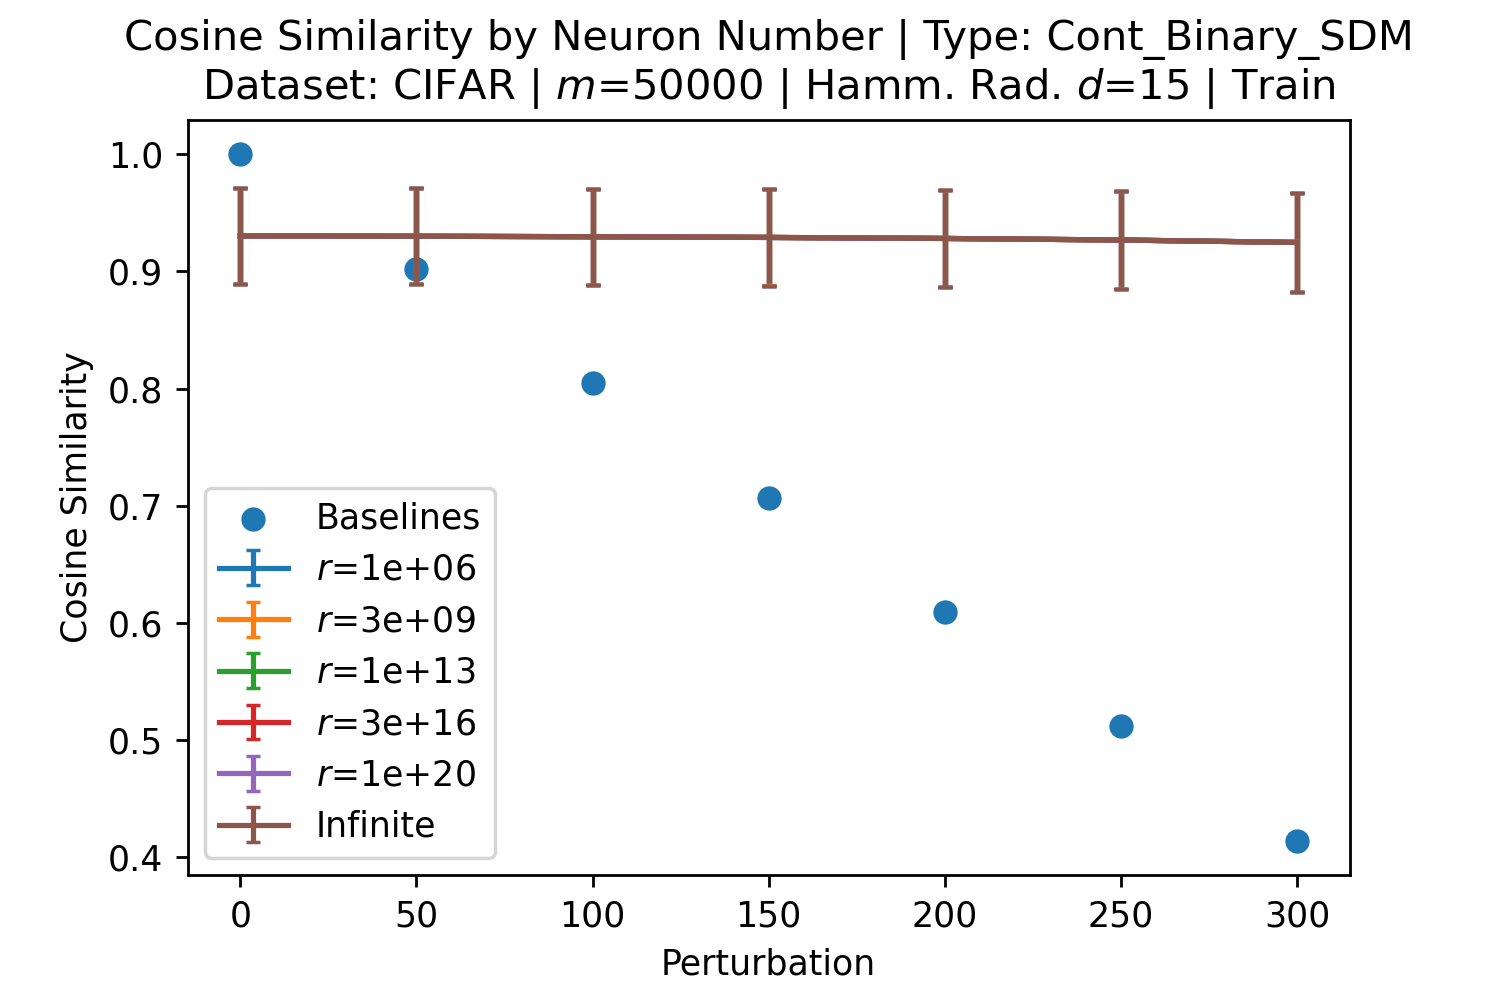 Cosine Similarity by Neuron Number | Type: Cont_Binary_SDM
Dataset: CIFAR | m=50000 | Hamm. Rad. d=15 | Train
1.0
0.9
0.8
0.7
0.6
0.5
0.4
Cosine Similarity
Baselines
r=1e+06
r=3e+09
r=1e+13
r=3e+16
r=1e+20
Infinite
0 50 100 150 200 250 300
Perturbation